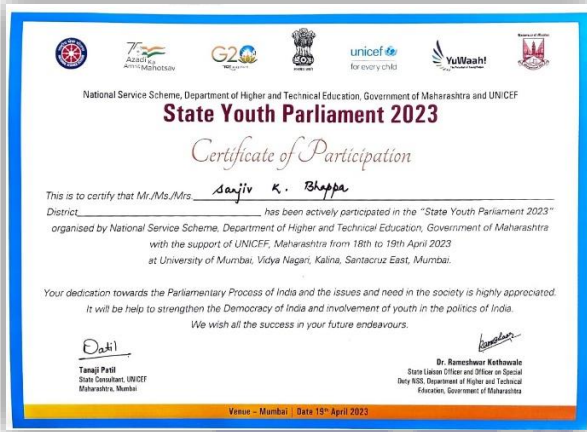 75
Azadi Ka
Amrit Mahotsav
G20
unicef
for every child
YuWaah!
National Service Scheme, Department of Higher and Technical Education, Government of Maharashtra and UNICEF
State Youth Parliament 2023
Certificate of Participation
This is to certify that Mr./Ms./Mrs. Sanjiv K. Bhappa
District has been actively participated in the "State Youth Parliament 2023"
organised by National Service Scheme, Department of Higher and Technical Education, Government of Maharashtra
with the support of UNICEF, Maharashtra from 18th to 19th April 2023
at University of Mumbai, Vidya Nagari, Kalina, Santacruz East, Mumbai.
Your dedication towards the Parliamentary Process of India and the issues and need in the society is highly appreciated.
It will be help to strengthen the Democracy of India and involvement of youth in the politics of India.
We wish all the success in your future endeavours.
Tanaji Patil
State Consultant, UNICEF
Maharashtra, Mumbai
Dr. Rameshwar Kothawale
State Liasion Officer and Officer on Special
Duty NSS, Department of Higher and Technical
Education, Government of Maharashtra
Venue – Mumbai | Date 19th April 2023